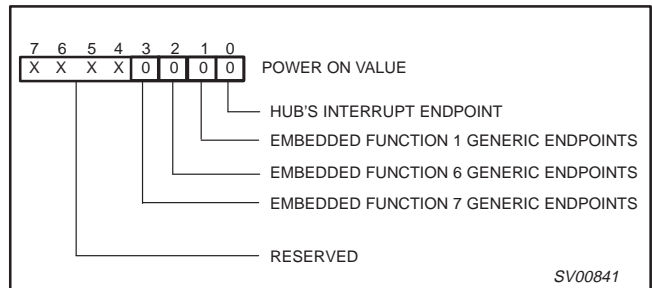 7 6 5 4 3 2 1 0
X X X X 0 0 0 0 POWER ON VALUE
HUB'S INTERRUPT ENDPOINT
EMBEDDED FUNCTION 1 GENERIC ENDPOINTS
EMBEDDED FUNCTION 6 GENERIC ENDPOINTS
EMBEDDED FUNCTION 7 GENERIC ENDPOINTS
RESERVED
SV00841